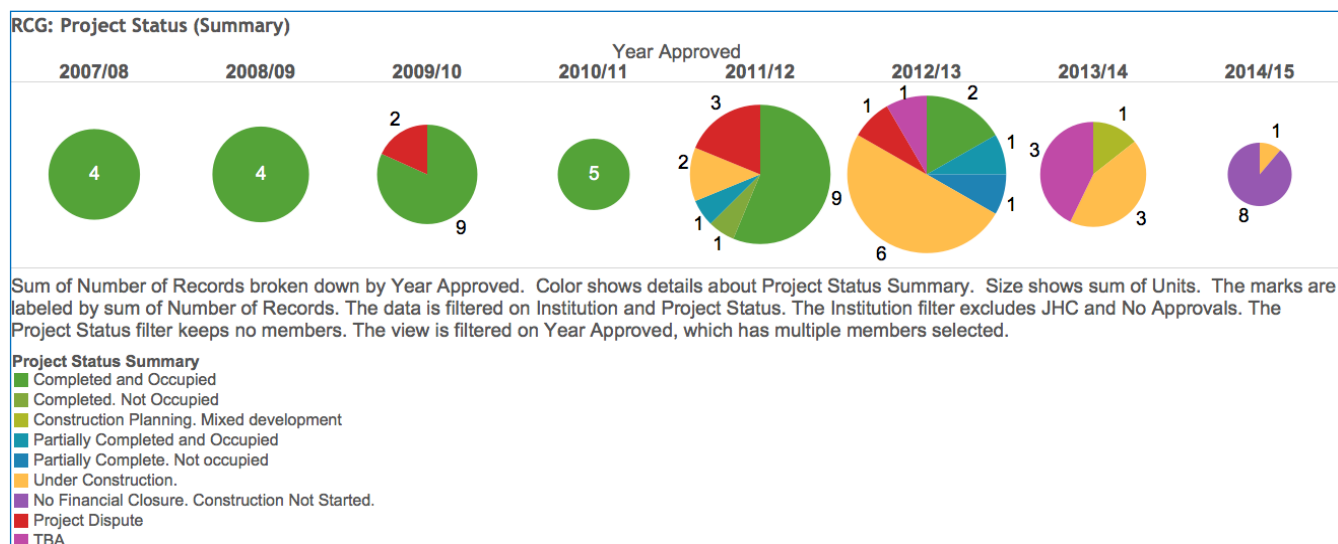 RCG: Project Status (Summary)
Year Approved
2007/08 2008/09 2009/10 2010/11 2011/12 2012/13 2013/14 2014/15
4
4
2
9
5
3
2
1
1
9
1
1
2
1
1
6
1
3
3
1
8
Sum of Number of Records broken down by Year Approved. Color shows details about Project Status Summary. Size shows sum of Units. The marks are
labeled by sum of Number of Records. The data is filtered on Institution and Project Status. The Institution filter excludes JHC and No Approvals. The
Project Status filter keeps no members. The view is filtered on Year Approved, which has multiple members selected.
Project Status Summary
Completed and Occupied
Completed. Not Occupied
Construction Planning. Mixed development
Partially Completed and Occupied
Partially Complete. Not occupied
Under Construction.
No Financial Closure. Construction Not Started.
Project Dispute
TBA